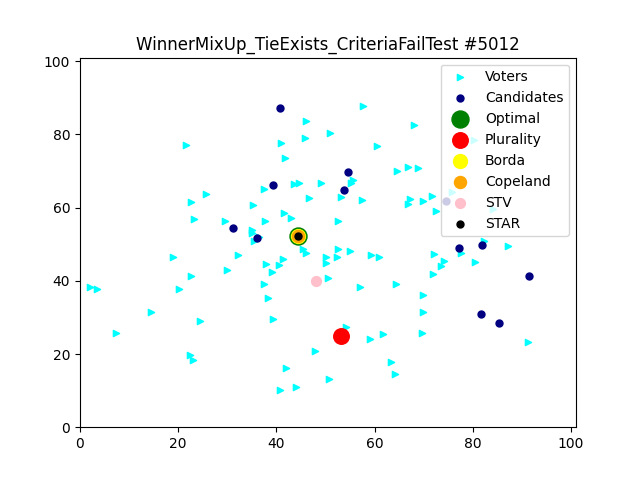 WinnerMixUp_TieExists_CriteriaFailTest #5012
100
80
60
40
20
0
0
20
40
60
80
100
Voters
Candidates
Optimal
Plurality
Borda
Copeland
STV
STAR